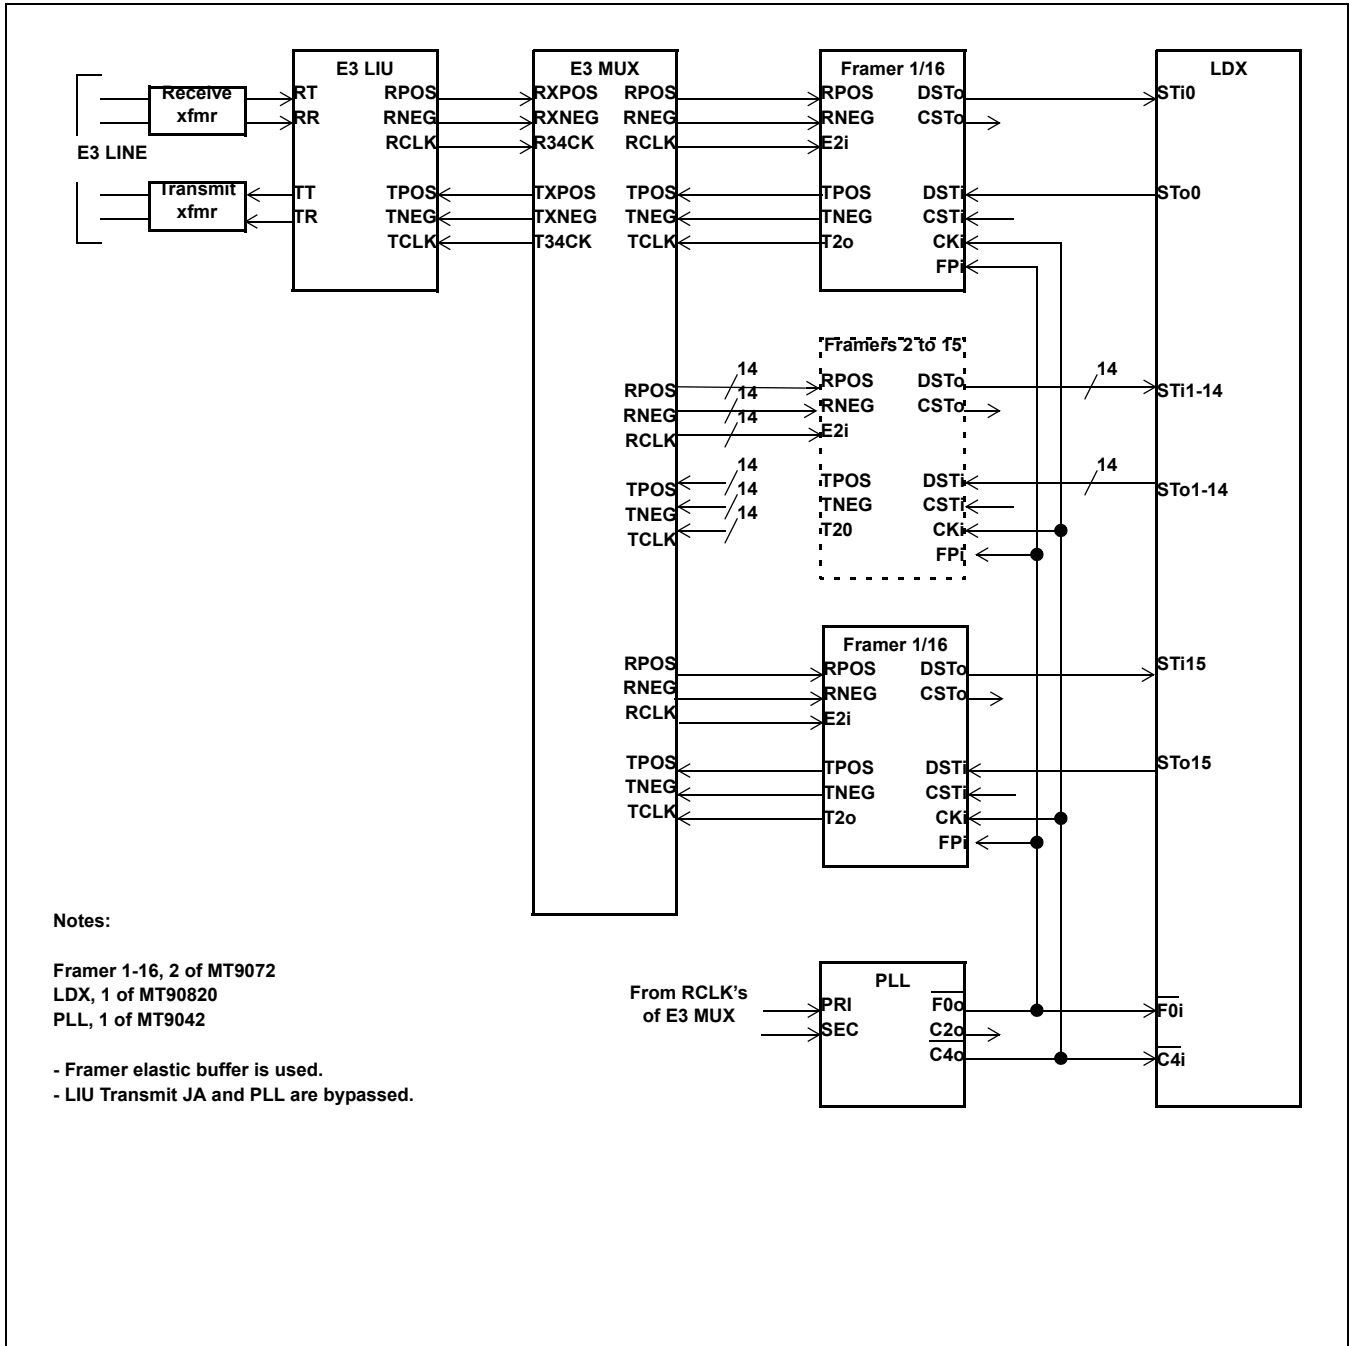 E3 LIU
E3 MUX
Framer 1/16
LDX
Receive
xfmr
E3 LINE
Transmit
xfmr
RT
RR
TT
TR
RPOS
RNEG
RCLK
TPOS
TNEG
TCLK
RXPOS
RXNEG
R34CK
TXPOS
TXNEG
T34CK
RPOS
RNEG
RCLK
TPOS
TNEG
TCLK
RPOS
RNEG
E2i
TPOS
TNEG
T2o
DSTo
CSTo
DSTi
CSTi
CKi
FPi
STi0
STo0
RPOS
RNEG
RCLK
TPOS
TNEG
TCLK
14
14
14
14
14
14
Framers 2 to 15
RPOS
RNEG
E2i
TPOS
TNEG
T20
DSTo
CSTo
DSTi
CSTi
CKi
FPi
14
14
STi1-14
STo1-14
RPOS
RNEG
RCLK
TPOS
TNEG
TCLK
Framer 1/16
RPOS
RNEG
E2i
TPOS
TNEG
T2o
DSTo
CSTo
DSTi
CSTi
CKi
FPi
STi15
STo15
Notes:
Framer 1-16, 2 of MT9072
LDX, 1 of MT90820
PLL, 1 of MT9042
- Framer elastic buffer is used.
- LIU Transmit JA and PLL are bypassed.
From RCLK's
of E3 MUX
PLL
PRI
SEC
F0o
C2o
C4o
F0i
C4i